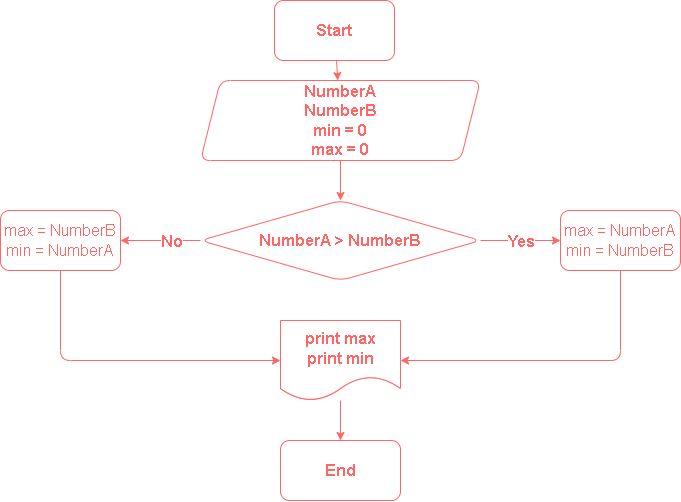 Start
NumberA
NumberB
min = 0
max = 0
NumberA > NumberB
No
Yes
max = NumberB
min = NumberA
max = NumberA
min = NumberB
print max
print min
End